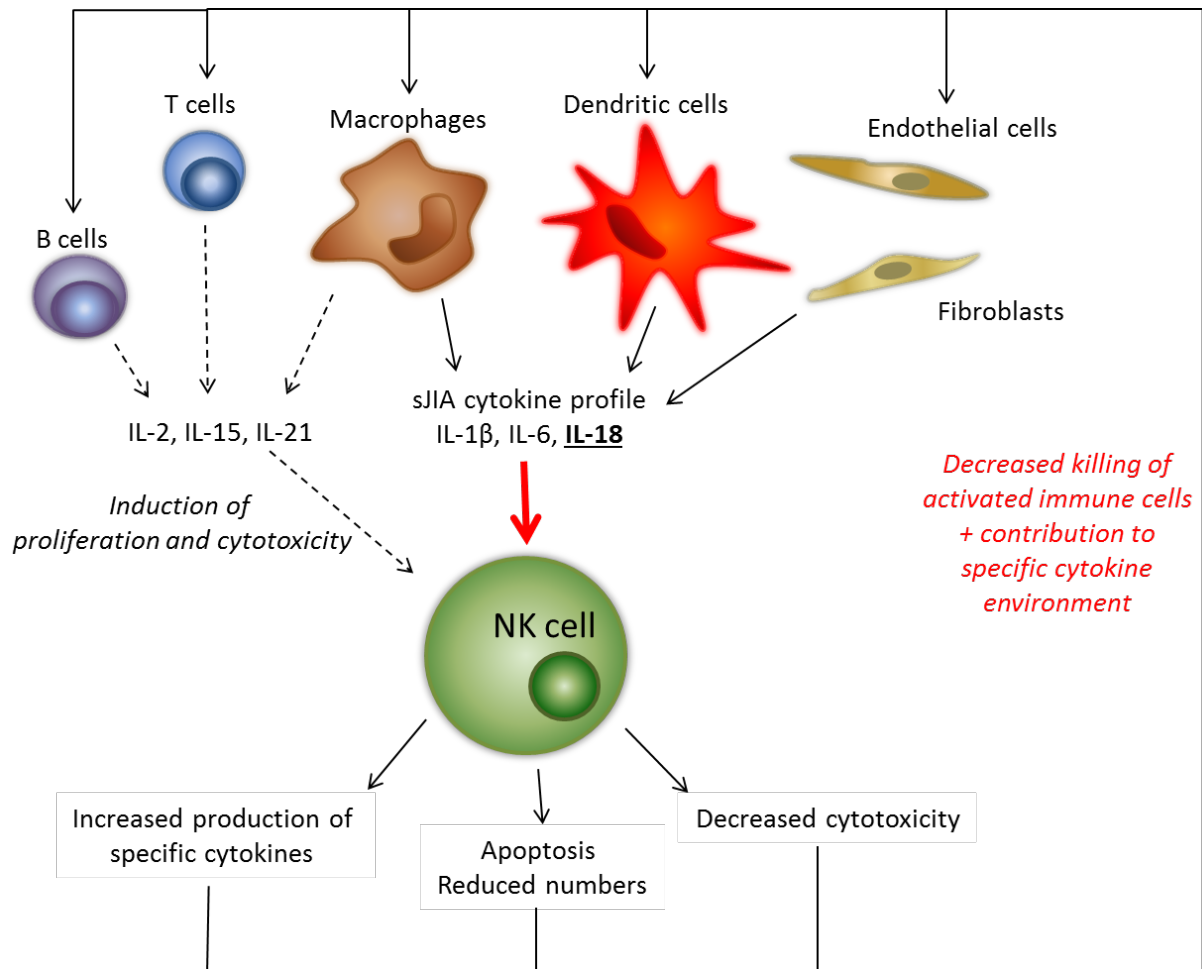 T cells
Macrophages
Dendritic cells
Endothelial cells
B cells
Fibroblasts
sJIA cytokine profile
IL-1β, IL-6, IL-18
IL-2, IL-15, IL-21
Induction of
proliferation and cytotoxicity
Decreased killing of
activated immune cells
+ contribution to
specific cytokine
environment
NK cell
Increased production of
specific cytokines
Apoptosis
Reduced numbers
Decreased cytotoxicity